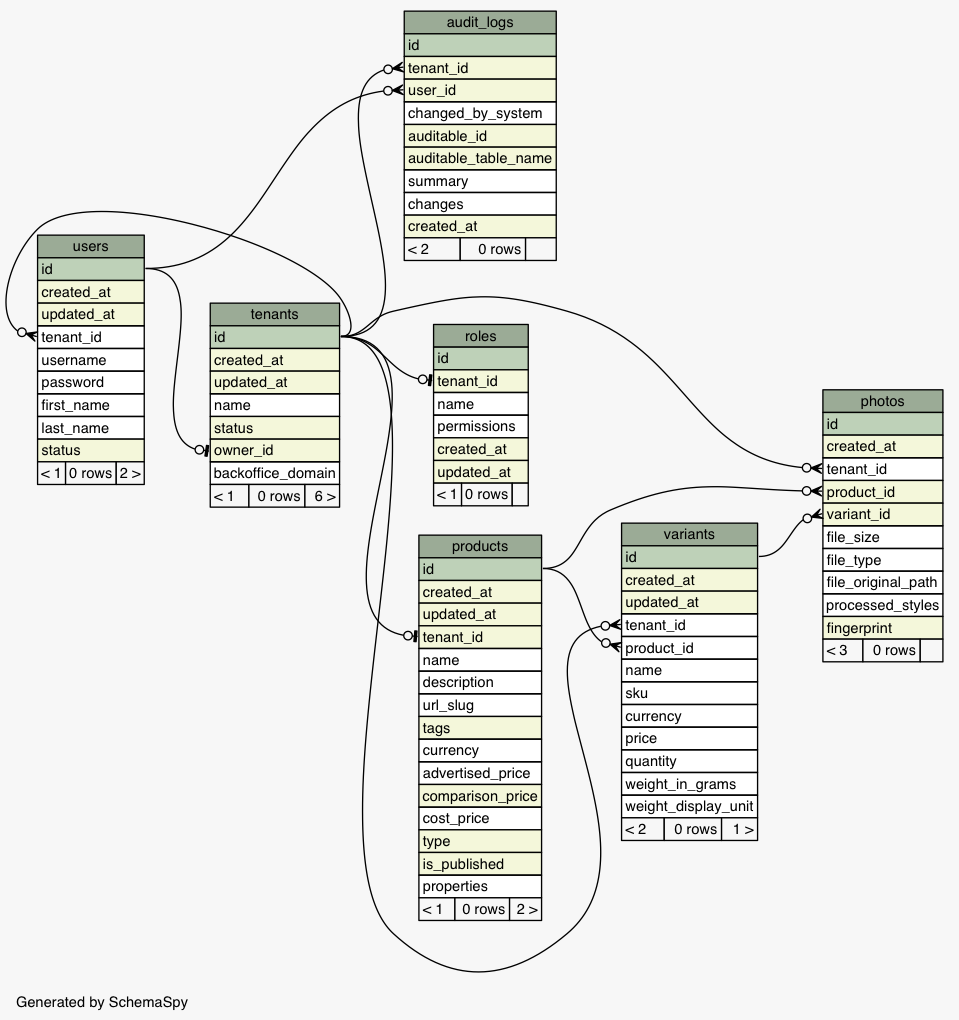 audit_logs
id
tenant_id
user_id
changed_by_system
auditable_id
auditable_table_name
summary
changes
created_at
< 2 0 rows
users
id
created_at
updated_at
tenant_id
username
password
first_name
last_name
status
< 1 0 rows 2 >
tenants
id
created_at
updated_at
name
status
owner_id
backoffice_domain
< 1 0 rows 6 >
roles
id
tenant_id
name
permissions
created_at
updated_at
< 1 0 rows
photos
id
created_at
tenant_id
product_id
variant_id
file_size
file_type
file_original_path
processed_styles
fingerprint
< 3 0 rows
products
id
created_at
updated_at
tenant_id
name
description
url_slug
tags
currency
advertised_price
comparison_price
cost_price
type
is_published
properties
< 1 0 rows 2 >
variants
id
created_at
updated_at
tenant_id
product_id
name
sku
currency
price
quantity
weight_in_grams
weight_display_unit
< 2 0 rows 1 >
Generated by SchemaSpy